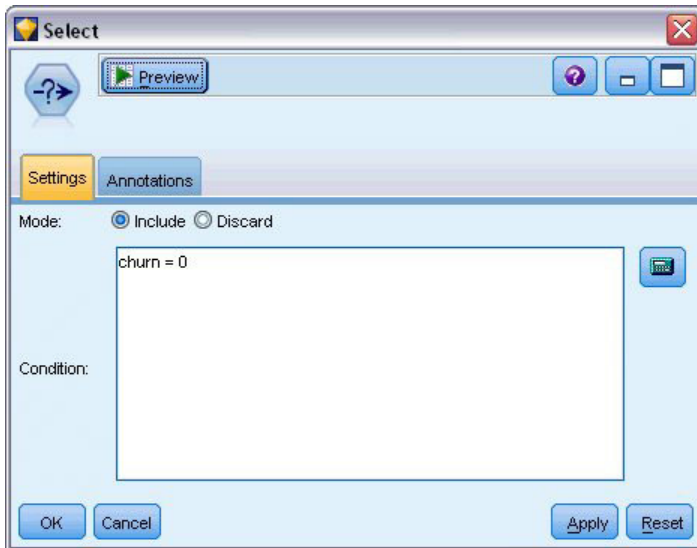 Select
-?➤
Preview
?
Settings
Annotations
Mode:
Include
Discard
churn = 0
Condition:
OK
Cancel
Apply
Reset